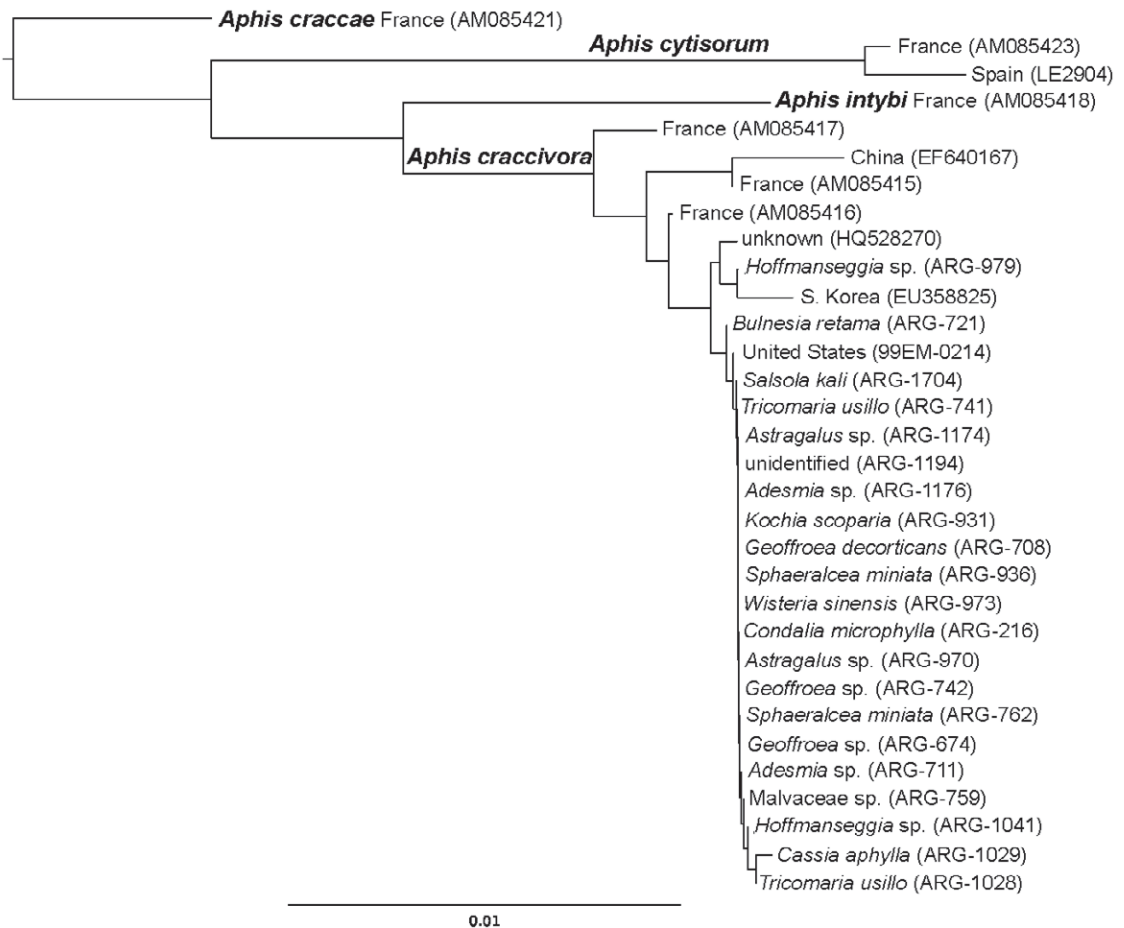 Aphis craccae France (AM085421)
Aphis cytisorum
France (AM085423)
Spain (LE2904)
Aphis intybi France (AM085418)
France (AM085417)
Aphis craccivora
China (EF640167)
France (AM085415)
France (AM085416)
unknown (HQ528270)
Hoffmanseggia sp. (ARG-979)
S. Korea (EU358825)
Bulnesia retama (ARG-721)
United States (99EM-0214)
Salsola kali (ARG-1704)
Tricomaria usillo (ARG-741)
Astragalus sp. (ARG-1174)
unidentified (ARG-1194)
Adesmia sp. (ARG-1176)
Kochia scoparia (ARG-931)
Geoffroea decorticans (ARG-708)
Sphaeralcea miniata (ARG-936)
Wisteria sinensis (ARG-973)
Condalia microphylla (ARG-216)
Astragalus sp. (ARG-970)
Geoffroea sp. (ARG-742)
Sphaeralcea miniata (ARG-762)
Geoffroea sp. (ARG-674)
Adesmia sp. (ARG-711)
Malvaceae sp. (ARG-759)
Hoffmanseggia sp. (ARG-1041)
Cassia aphylla (ARG-1029)
Tricomaria usillo (ARG-1028)
0.01